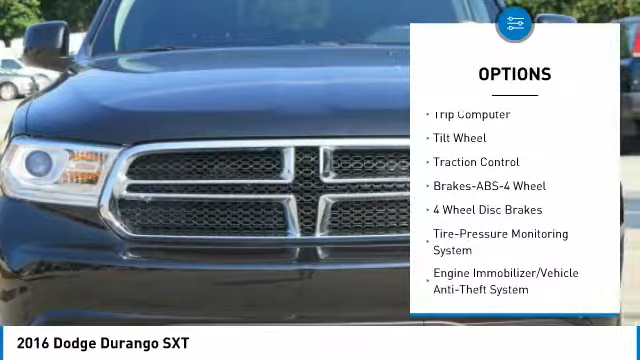 OPTIONS
Trip Computer
Tilt Wheel
Traction Control
Brakes-ABS-4 Wheel
4 Wheel Disc Brakes
Tire-Pressure Monitoring
System
Engine Immobilizer/Vehicle
Anti-Theft System
2016 Dodge Durango SXT